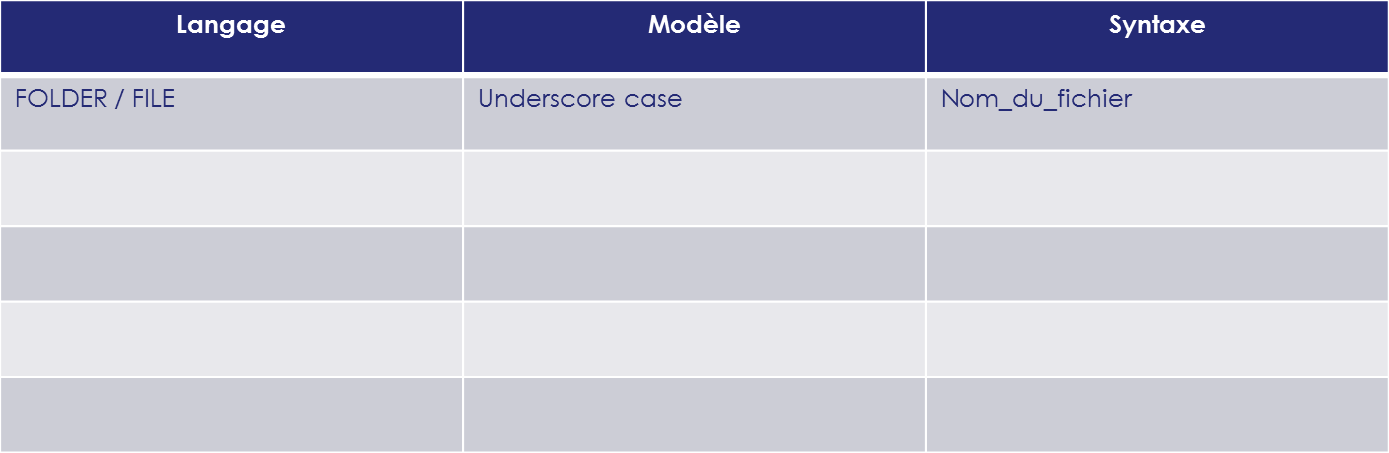 Langage Modèle Syntaxe
FOLDER / FILE Underscore case Nom_du_fichier